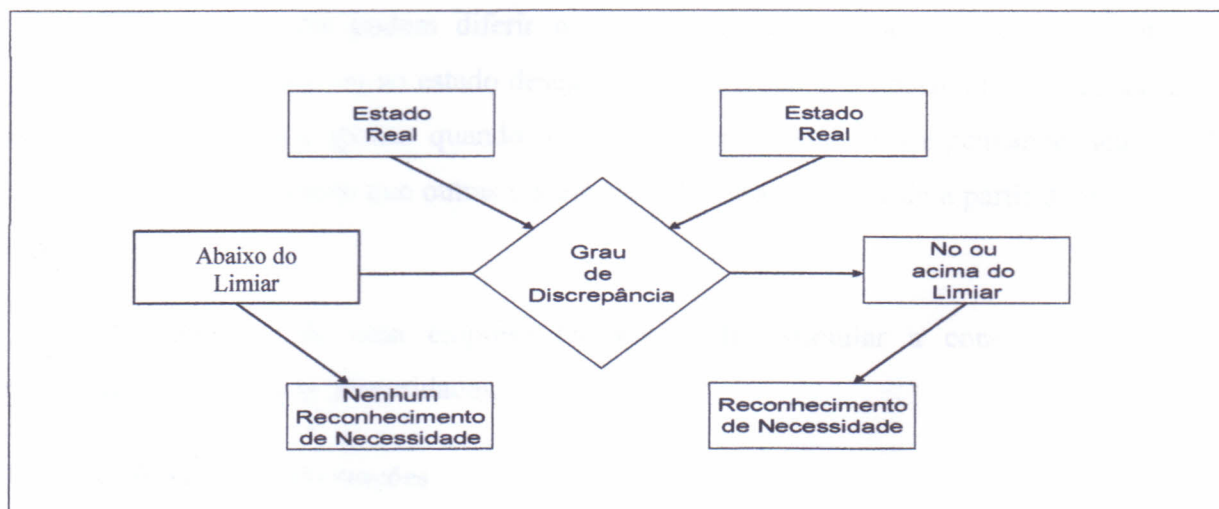 Estado
Real
Estado
Real
Grau
de
Discrepância
Abaixo do
Limiar
No ou
acima do
Limiar
Nenhum
Reconhecimento
de Necessidade
Reconhecimento
de Necessidade